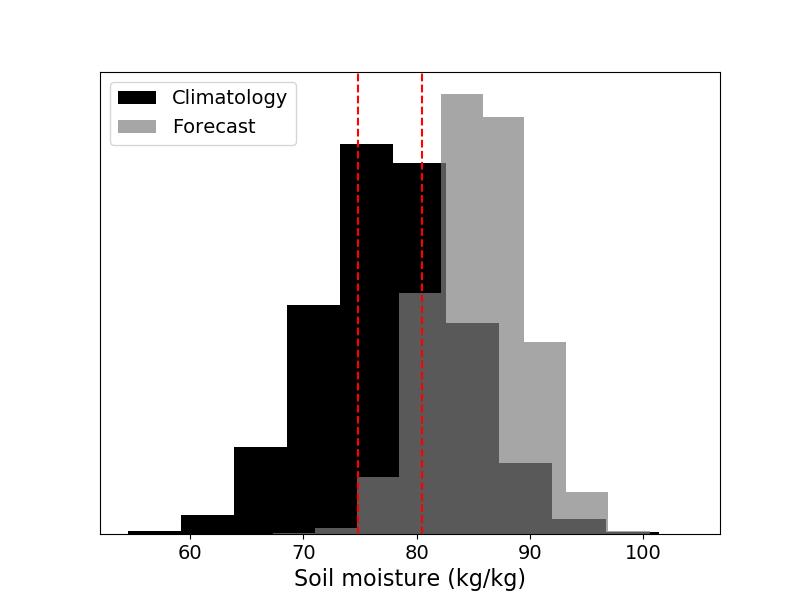 Climatology
Forecast
60 70 80 90 100
Soil moisture (kg/kg)